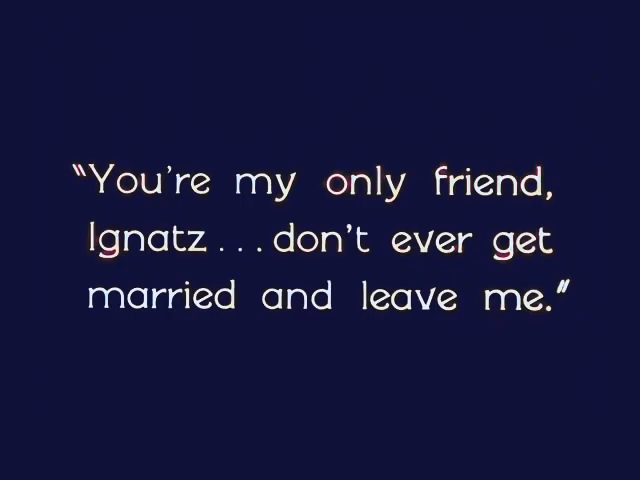 "You're my only friend,
Ignatz...don't ever get
married and leave me."